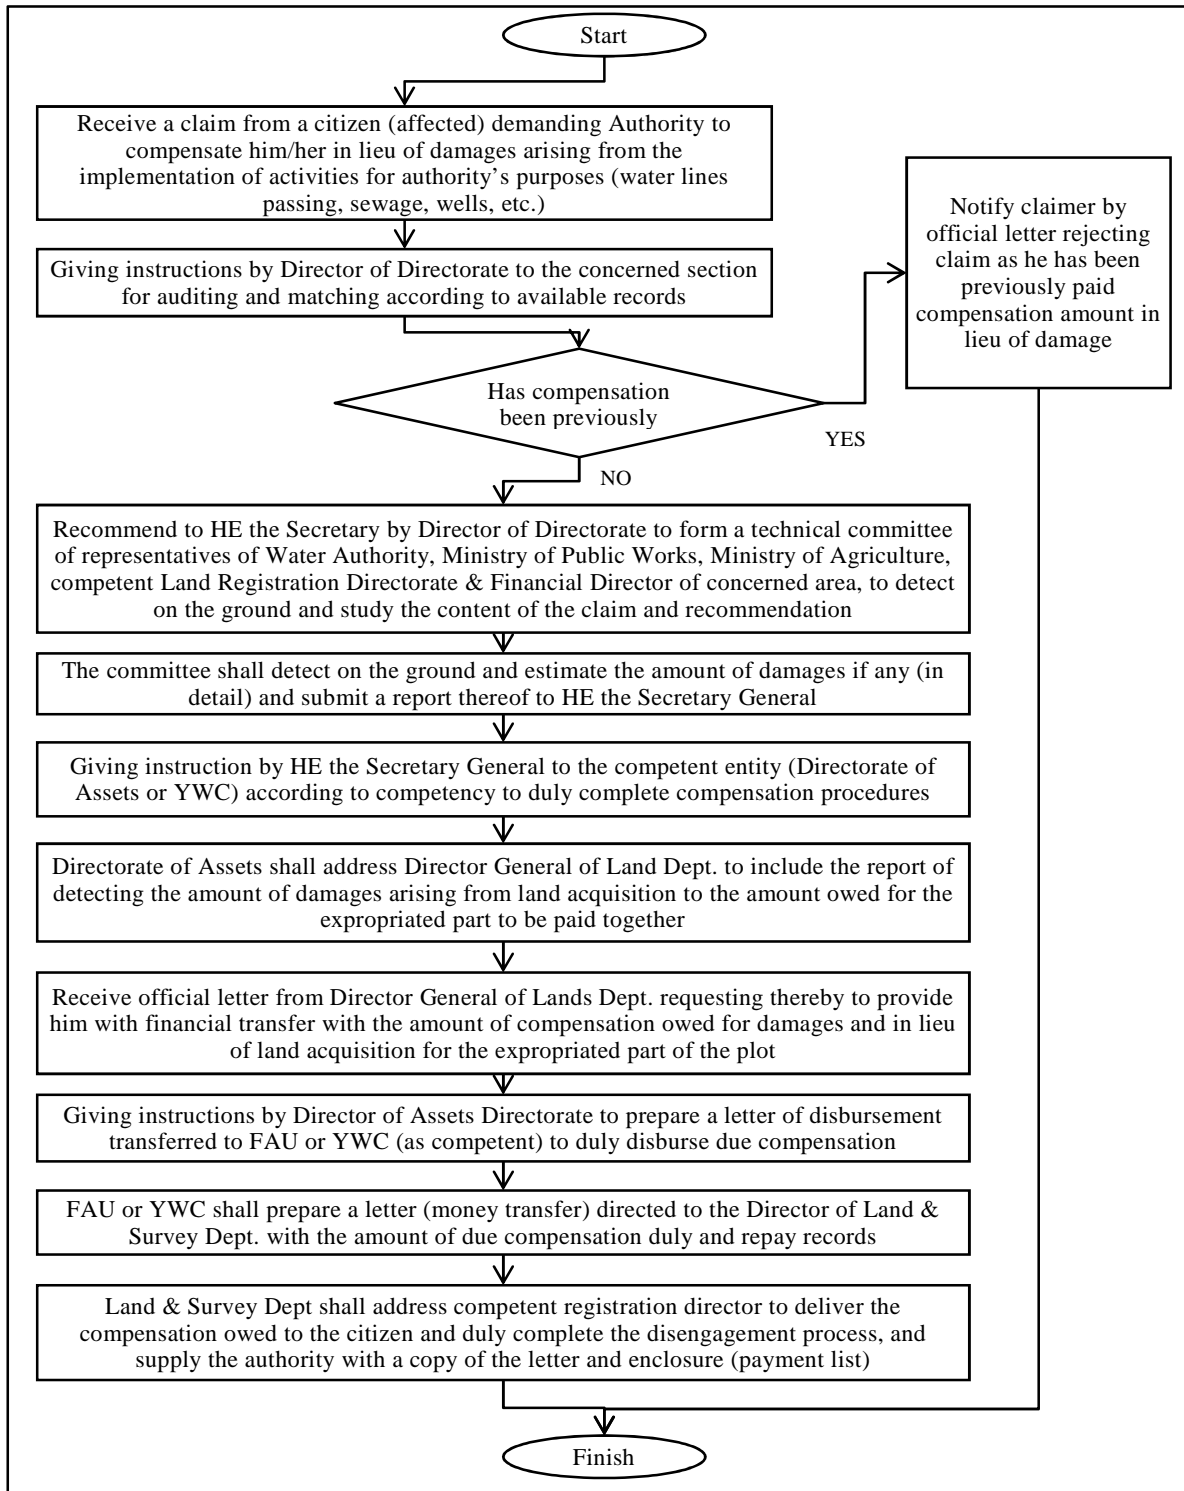 Start
Receive a claim from a citizen (affected) demanding Authority to
compensate him/her in lieu of damages arising from the
implementation of activities for authority’s purposes (water lines
passing, sewage, wells, etc.)
Giving instructions by Director of Directorate to the concerned section
for auditing and matching according to available records
Notify claimer by
official letter rejecting
claim as he has been
previously paid
compensation amount in
lieu of damage
Has compensation
been previously
YES
NO
Recommend to HE the Secretary by Director of Directorate to form a technical committee
of representatives of Water Authority, Ministry of Public Works, Ministry of Agriculture,
competent Land Registration Directorate & Financial Director of concerned area, to detect
on the ground and study the content of the claim and recommendation
The committee shall detect on the ground and estimate the amount of damages if any (in
detail) and submit a report thereof to HE the Secretary General
Giving instruction by HE the Secretary General to the competent entity (Directorate of
Assets or YWC) according to competency to duly complete compensation procedures
Directorate of Assets shall address Director General of Land Dept. to include the report of
detecting the amount of damages arising from land acquisition to the amount owed for the
expropriated part to be paid together
Receive official letter from Director General of Lands Dept. requesting thereby to provide
him with financial transfer with the amount of compensation owed for damages and in lieu
of land acquisition for the expropriated part of the plot
Giving instructions by Director of Assets Directorate to prepare a letter of disbursement
transferred to FAU or YWC (as competent) to duly disburse due compensation
FAU or YWC shall prepare a letter (money transfer) directed to the Director of Land &
Survey Dept. with the amount of due compensation duly and repay records
Land & Survey Dept shall address competent registration director to deliver the
compensation owed to the citizen and duly complete the disengagement process, and
supply the authority with a copy of the letter and enclosure (payment list)
Finish